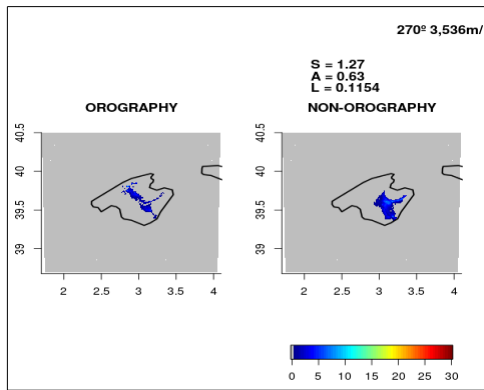 270º 3,536m/
S = 1.27
A = 0.63
L = 0.1154
OROGRAPHY
NON-OROGRAPHY
40.5
40
39.5
39
2 2.5 3 3.5 4
40.5
40
39.5
39
2 2.5 3 3.5 4
0 5 10 15 20 25 30